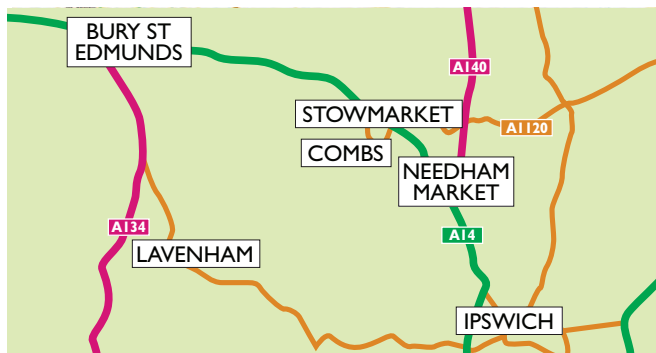 BURY ST
EDMUNDS
A140
STOWMARKET
A1120
COMBS
NEEDHAM
MARKET
A134
A14
LAVENHAM
IPSWICH